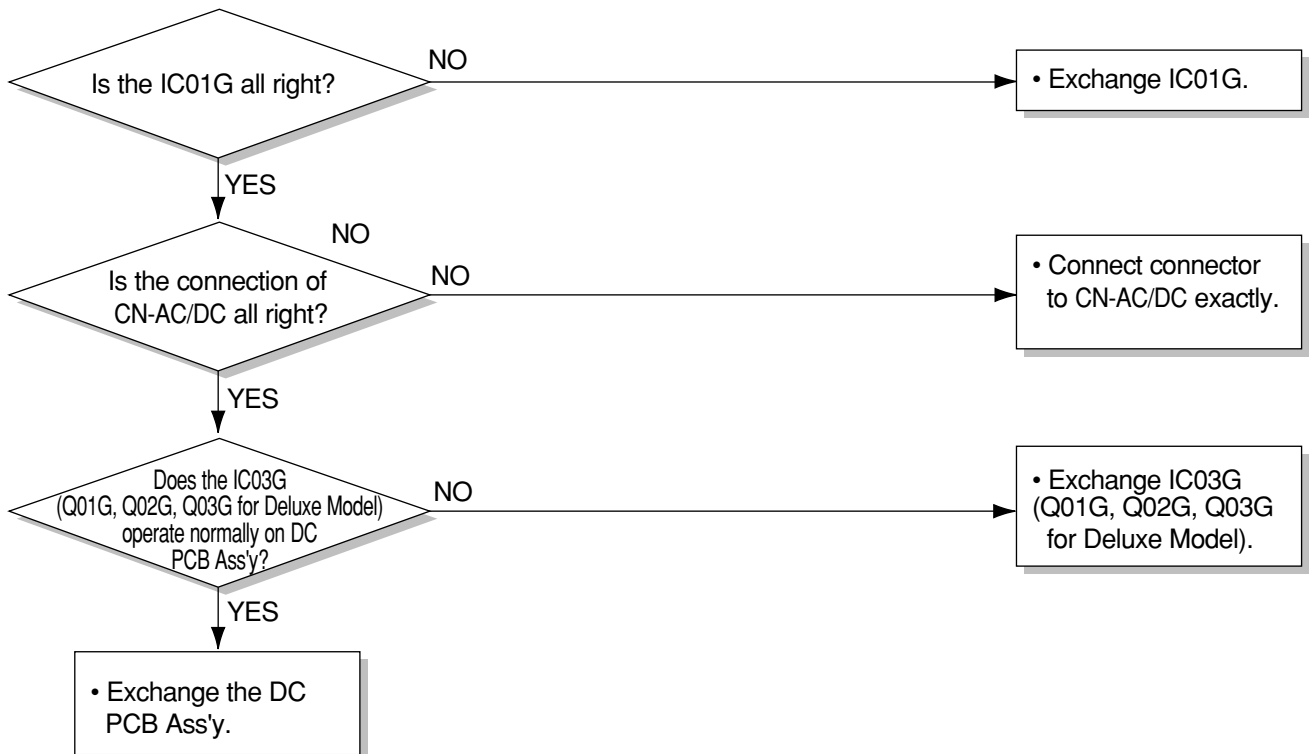 Is the IC01G all right?
NO
• Exchange IC01G.
YES
NO
Is the connection of
CN-AC/DC all right?
NO
• Connect connector
to CN-AC/DC exactly.
YES
Does the IC03G
(Q01G, Q02G, Q03G for Deluxe Model)
operate normally on DC
PCB Ass'y?
NO
• Exchange IC03G
(Q01G, Q02G, Q03G
for Deluxe Model).
YES
• Exchange the DC
PCB Ass'y.